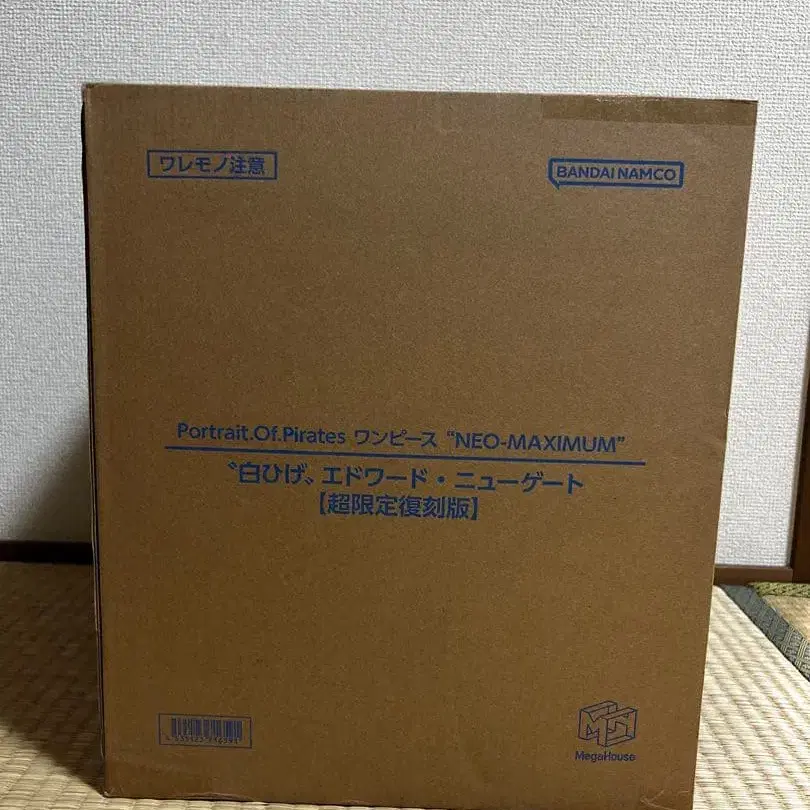 ワレモノ注意
BANDAI NAMCO
Portrait.Of.Pirates ワンピース “NEO-MAXIMUM”
〝白ひげ〟エドワード・ニューゲート
【超限定復刻版】
MegaHouse